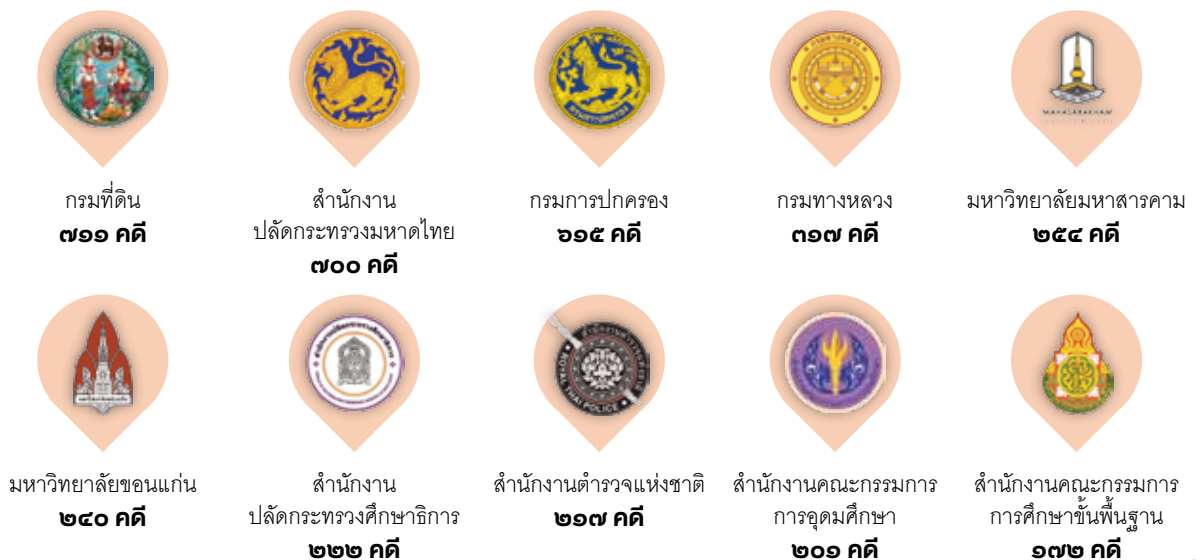 MAHASARAKHAM
กรมที่ดิน
๗๑๑ คดี
สำนักงาน
ปลัดกระทรวงมหาดไทย
๗๐๐ คดี
กรมการปกครอง
๖๑๕ คดี
กรมทางหลวง
๓๑๗ คดี
มหาวิทยาลัยมหาสารคาม
๒๕๔ คดี
ROYAL THAI POLICE
มหาวิทยาลัยขอนแก่น
๒๔๐ คดี
สำนักงาน
ปลัดกระทรวงศึกษาธิการ
๒๒๒ คดี
สำนักงานตำรวจแห่งชาติ
๒๑๗ คดี
สำนักงานคณะกรรมการ
การอุดมศึกษา
๒๐๑ คดี
สำนักงานคณะกรรมการ
การศึกษาขั้นพื้นฐาน
๑๗๒ คดี